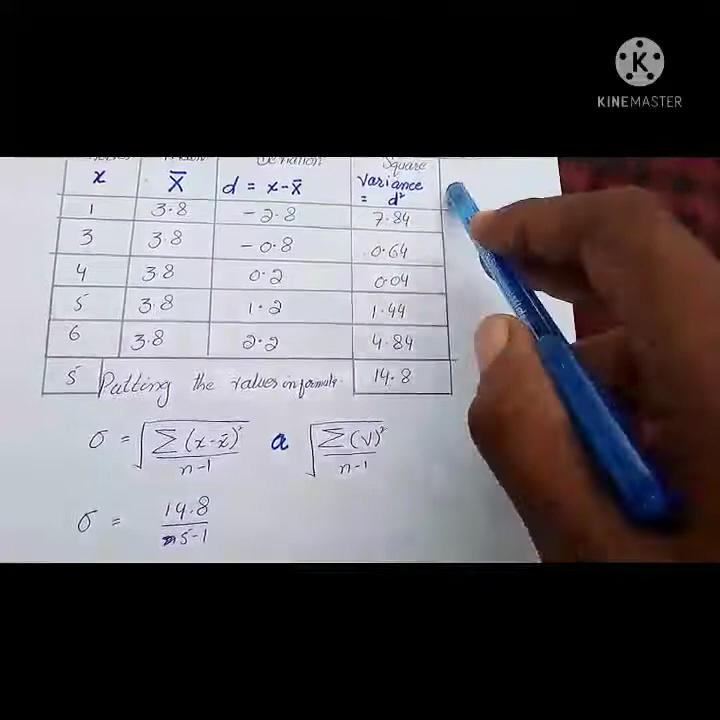 KINEMASTER
Deviation Square
x X̄ d = x-x̄ Variance = d²
1 3.8 -2.8 7.84
3 3.8 -0.8 0.64
4 3.8 0.2 0.04
5 3.8 1.2 1.44
6 3.8 2.2 4.84
5 Putting the values in formula. 14.8
σ = √(Σ(x-x̄)²/n-1) a √(Σ(V)²/n-1)
σ = 14.8/5-1